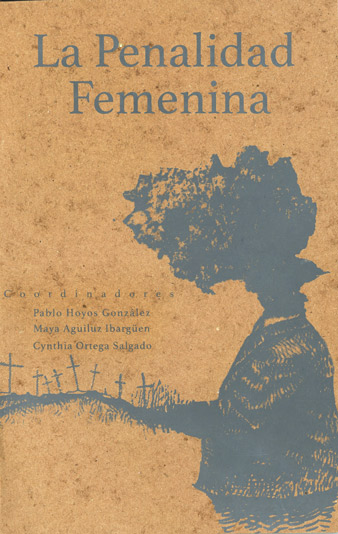 La Penalidad
Femenina
Coordinadores
Pablo Hoyos González
Maya Aguiluz Ibargüen
Cynthia Ortega Salgado